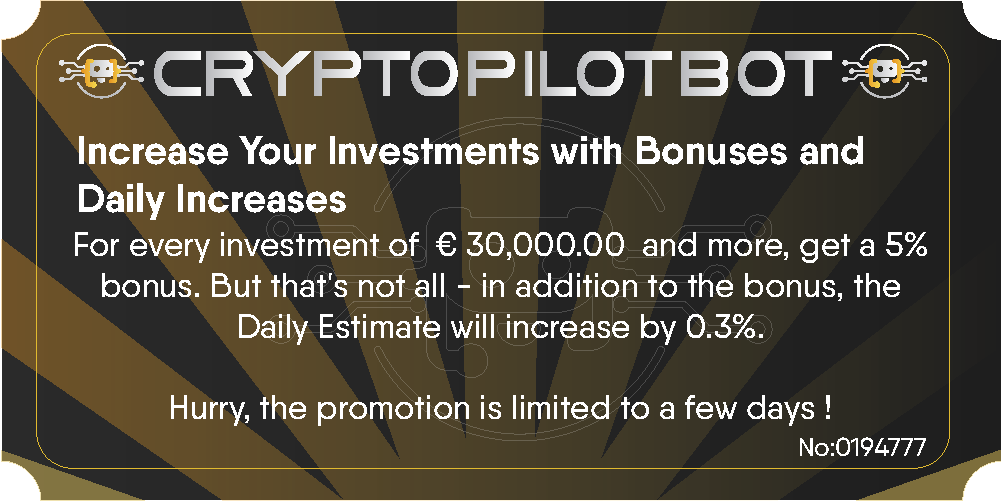 CRYPTOPILOTBOT
Increase Your Investments with Bonuses and
Daily Increases
For every investment of € 30,000.00 and more, get a 5%
bonus. But that's not all - in addition to the bonus, the
Daily Estimate will increase by 0.3%.
Hurry, the promotion is limited to a few days !
No:0194777